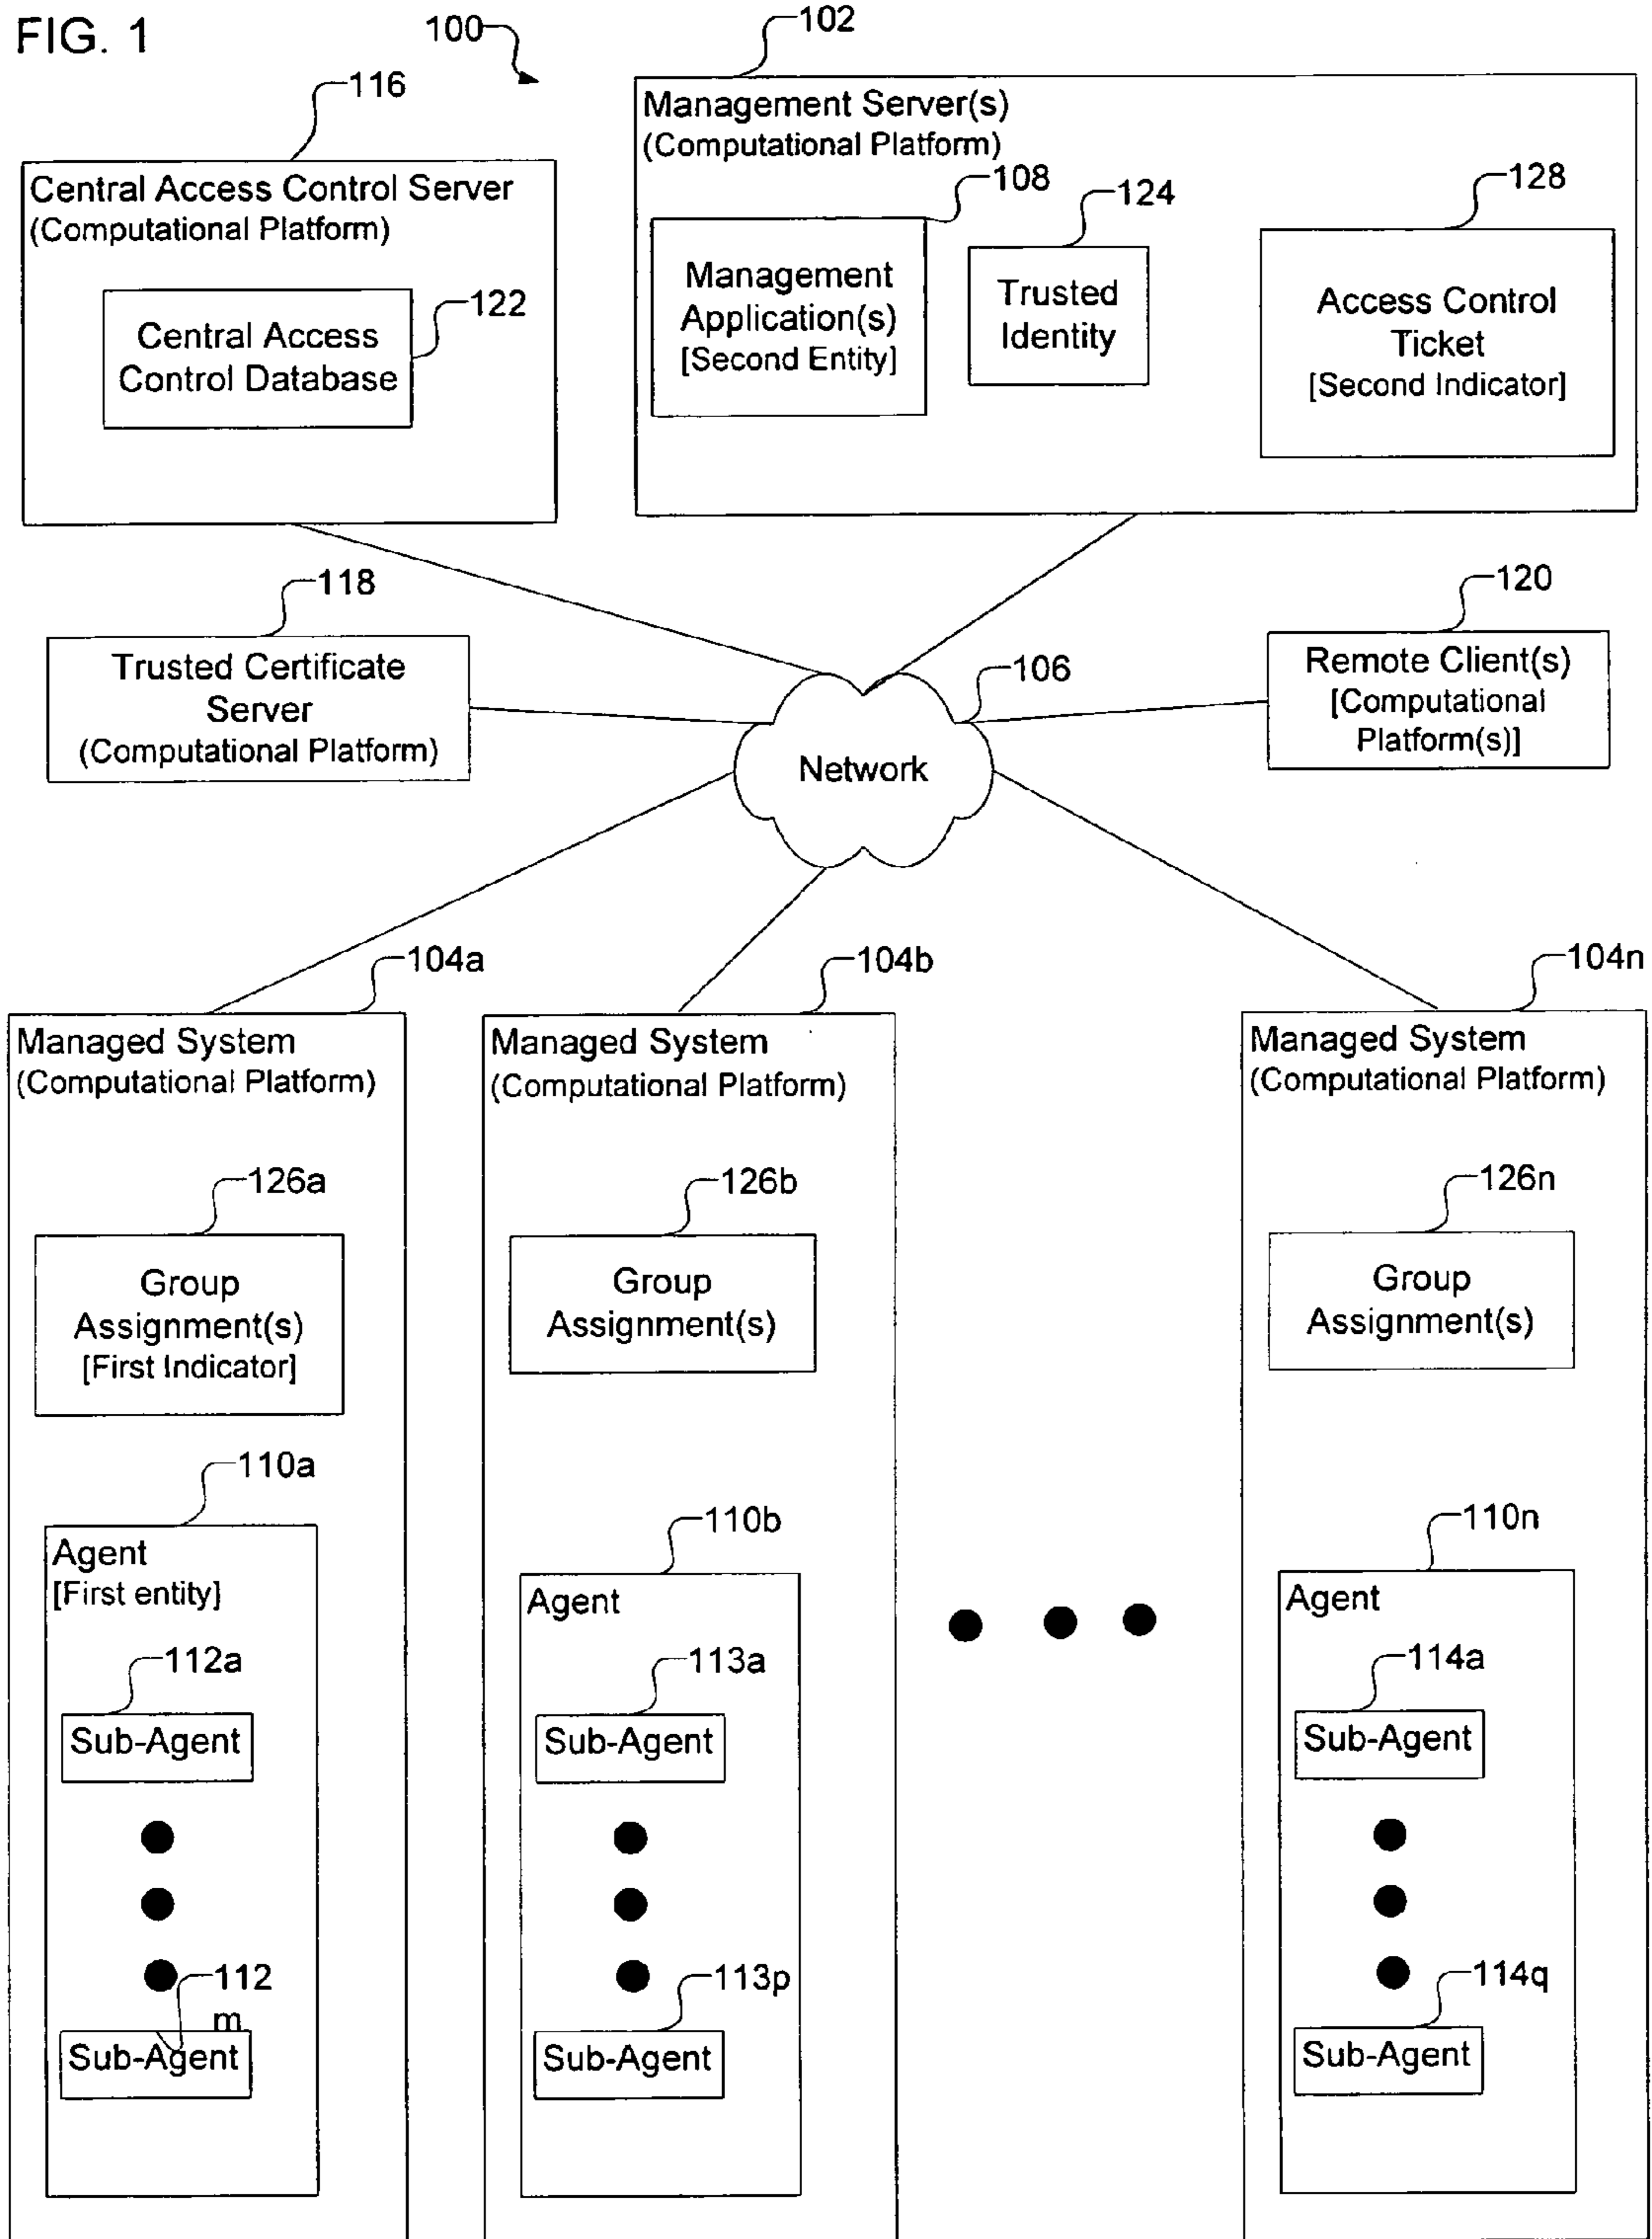 FIG. 1
100
102
116
Management Server(s)
(Computational Platform)
108
124
128
Central Access Control Server
(Computational Platform)
122
Central Access
Control Database
Management
Application(s)
[Second Entity]
Trusted
Identity
Access Control
Ticket
[Second Indicator]
118
120
Trusted Certificate
Server
(Computational Platform)
106
Network
Remote Client(s)
[Computational
Platform(s)]
104a
104b
104n
Managed System
(Computational Platform)
126a
Group
Assignment(s)
[First Indicator]
110a
Agent
[First entity]
112a
Sub-Agent
112
m
Sub-Agent
Managed System
(Computational Platform)
126b
Group
Assignment(s)
110b
Agent
113a
Sub-Agent
113p
Sub-Agent
Managed System
(Computational Platform)
126n
Group
Assignment(s)
110n
Agent
114a
Sub-Agent
114q
Sub-Agent